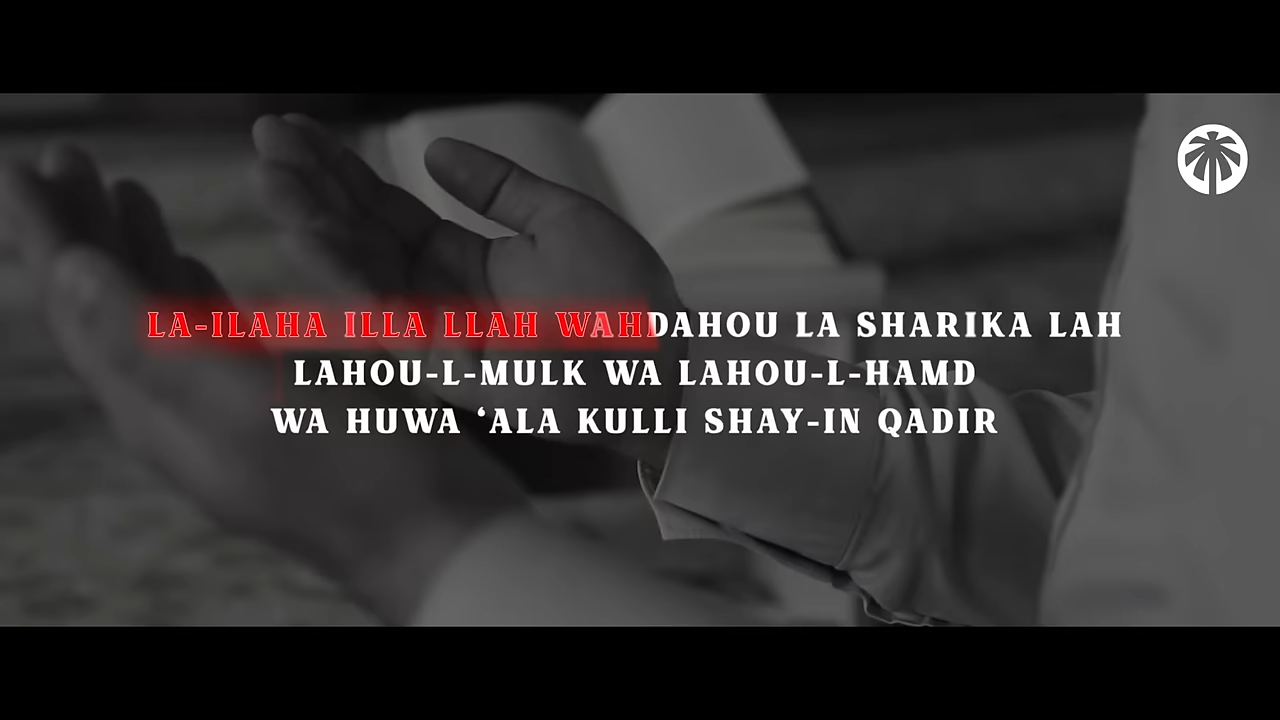 LA-ILAHA ILLA LLAH WAHDAHOU LA SHARIKA LAH
LAHOU-L-MULK WA LAHOU-L-HAMD
WA HUWA ‘ALA KULLI SHAY-IN QADIR